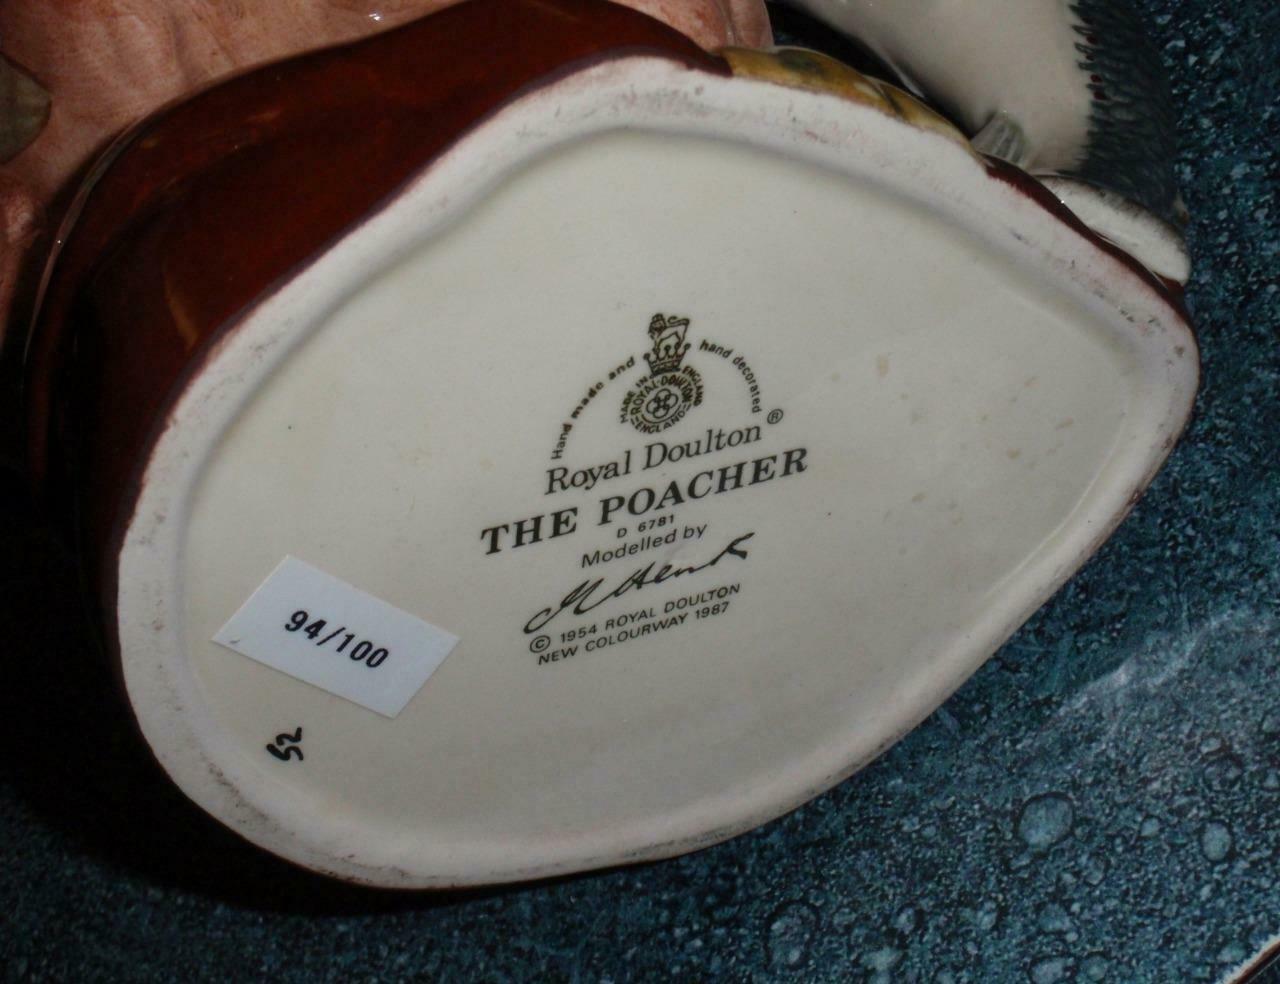 Hand made and hand decorated
MADE IN ENGLAND
ROYAL·DOULTON
ENGLAND
Royal Doulton®
THE POACHER
D 6781
Modelled by
© 1954 ROYAL DOULTON
NEW COLOURWAY 1987
94/100
52